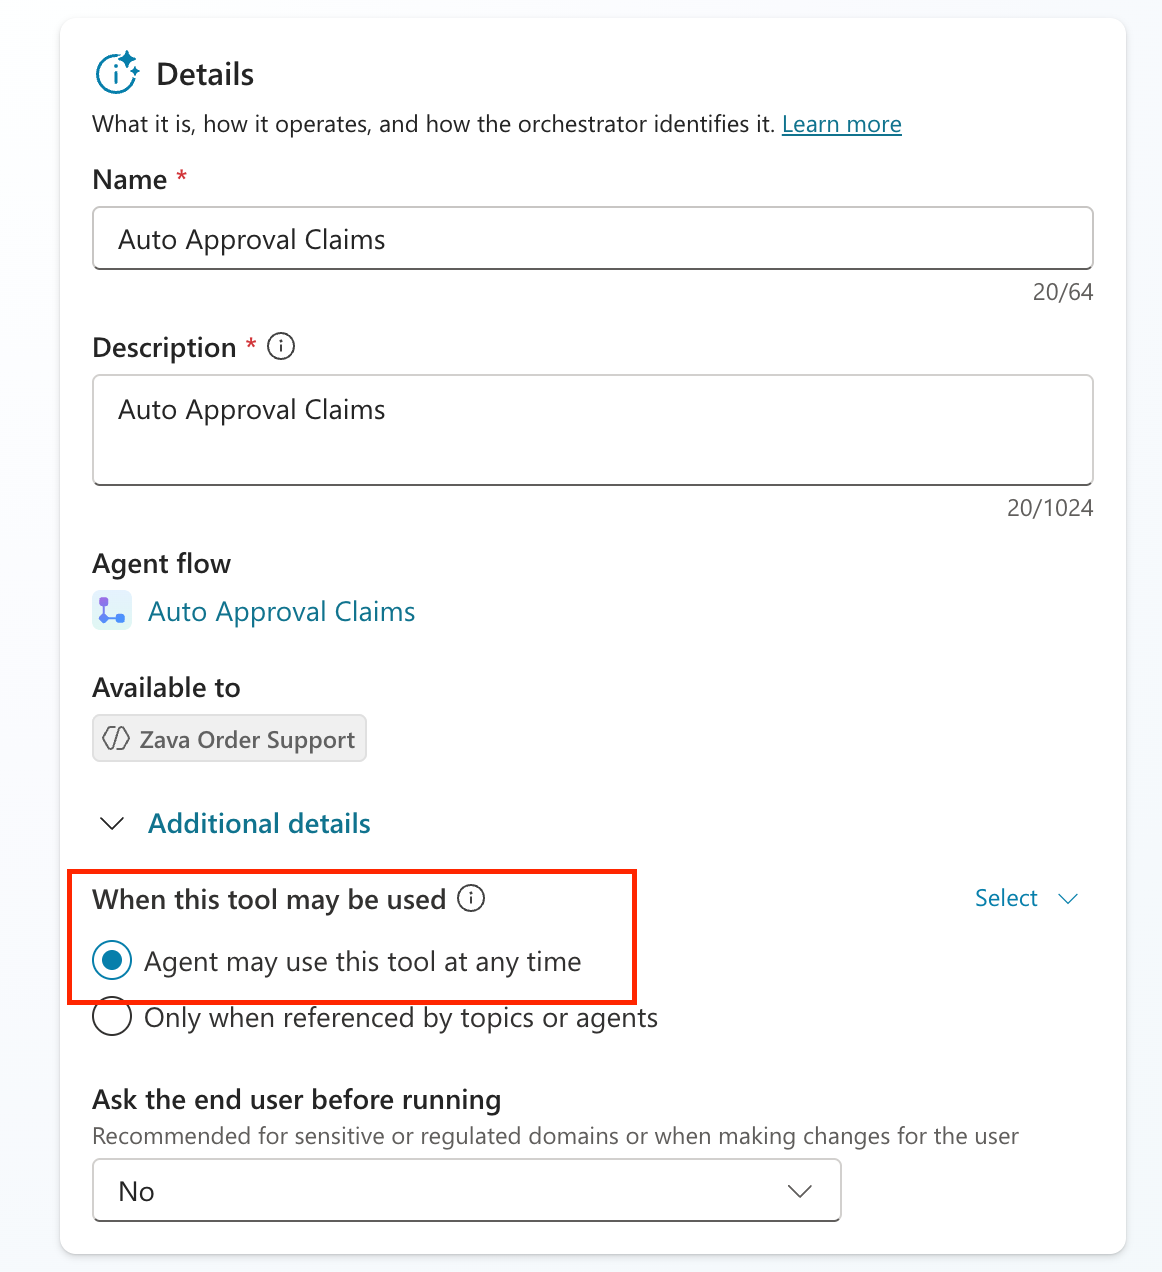 Details
What it is, how it operates, and how the orchestrator identifies it. Learn more
Name *
Auto Approval Claims
20/64
Description *
Auto Approval Claims
20/1024
Agent flow
Auto Approval Claims
Available to
Zava Order Support
Additional details
When this tool may be used
Select
Agent may use this tool at any time
Only when referenced by topics or agents
Ask the end user before running
Recommended for sensitive or regulated domains or when making changes for the user
No